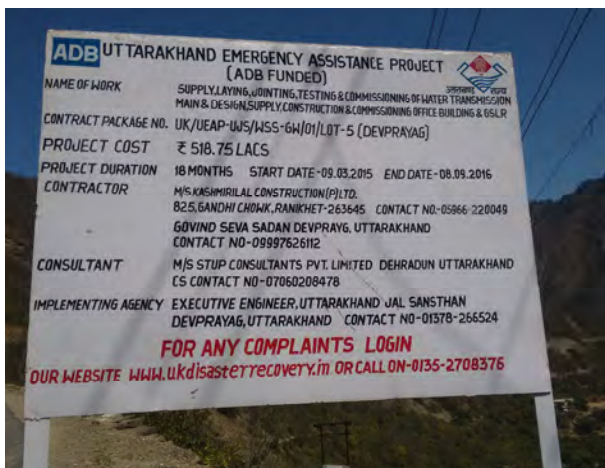 ADB UTTARAKHAND EMERGENCY ASSISTANCE PROJECT
(ADB FUNDED)
उत्तराखण्ड राज्य
NAME OF WORK SUPPLY,LAYING,JOINTING,TESTING & COMMISSIONING OF WATER TRANSMISSION
MAIN & DESIGN,SUPPLY,CONSTRUCTION & COMMISSIONING OFFICE BUILDING & GSLR
CONTRACT PACKAGE NO. UK/UEAP-UJS/WSS-GW/01/LOT-5 (DEVPRAYAG)
PROJECT COST ₹ 518.75 LACS
PROJECT DURATION 18 MONTHS START DATE-09.03.2015 END DATE-08.09.2016
CONTRACTOR M/S KASHMIRILAL CONSTRUCTION(P)LTD.
825,GANDHI CHOWK,RANIKHET-263645 CONTACT NO.-05966-220049
GOVIND SEVA SADAN DEVPRAYG, UTTARAKHAND
CONTACT NO-09997626112
CONSULTANT M/S STUP CONSULTANTS PVT. LIMITED DEHRADUN UTTARAKHAND
CS CONTACT NO-07060208478
IMPLEMENTING AGENCY EXECUTIVE ENGINEER,UTTARAKHAND JAL SANSTHAN
DEVPRAYAG,UTTARAKHAND CONTACT NO-01378-266524
FOR ANY COMPLAINTS LOGIN
OUR WEBSITE WWW.ukdisasterrecovery.in OR CALL ON-0135-2708376